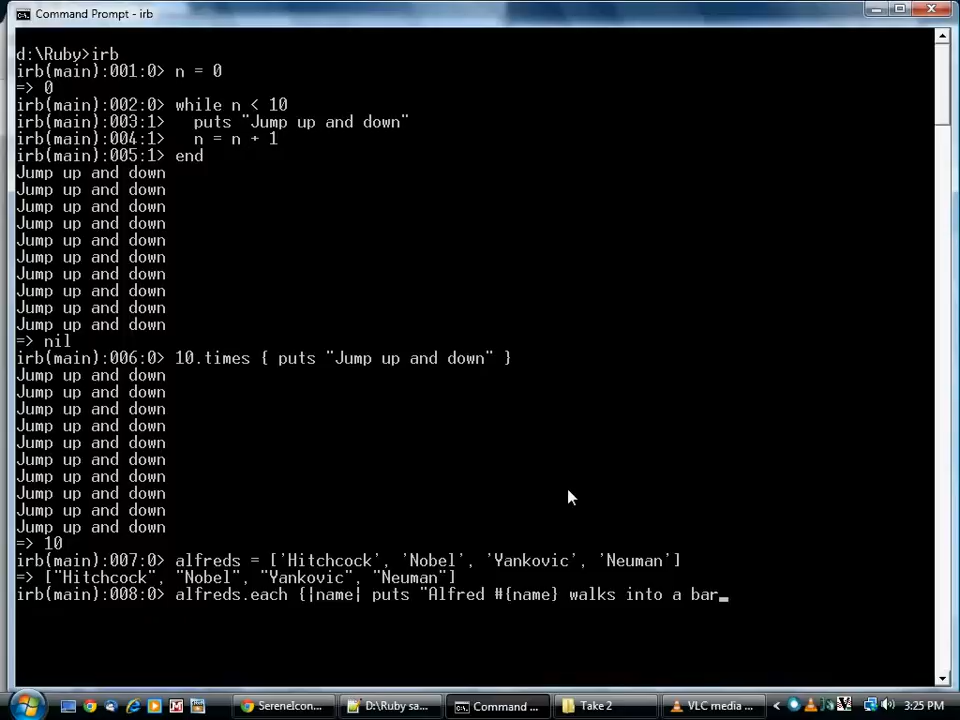 Command Prompt - irb
d:\Ruby>irb
irb(main):001:0> n = 0
=> 0
irb(main):002:0> while n < 10
irb(main):003:1>   puts "Jump up and down"
irb(main):004:1>   n = n + 1
irb(main):005:1> end
Jump up and down
Jump up and down
Jump up and down
Jump up and down
Jump up and down
Jump up and down
Jump up and down
Jump up and down
Jump up and down
Jump up and down
=> nil
irb(main):006:0> 10.times { puts "Jump up and down" }
Jump up and down
Jump up and down
Jump up and down
Jump up and down
Jump up and down
Jump up and down
Jump up and down
Jump up and down
Jump up and down
Jump up and down
=> 10
irb(main):007:0> alfreds = ['Hitchcock', 'Nobel', 'Yankovic', 'Neuman']
=> ["Hitchcock", "Nobel", "Yankovic", "Neuman"]
irb(main):008:0> alfreds.each {|name| puts "Alfred #{name} walks into a bar_
SereneIcon... D:\Ruby sa... Command ... Take 2 VLC media ... 3:25 PM